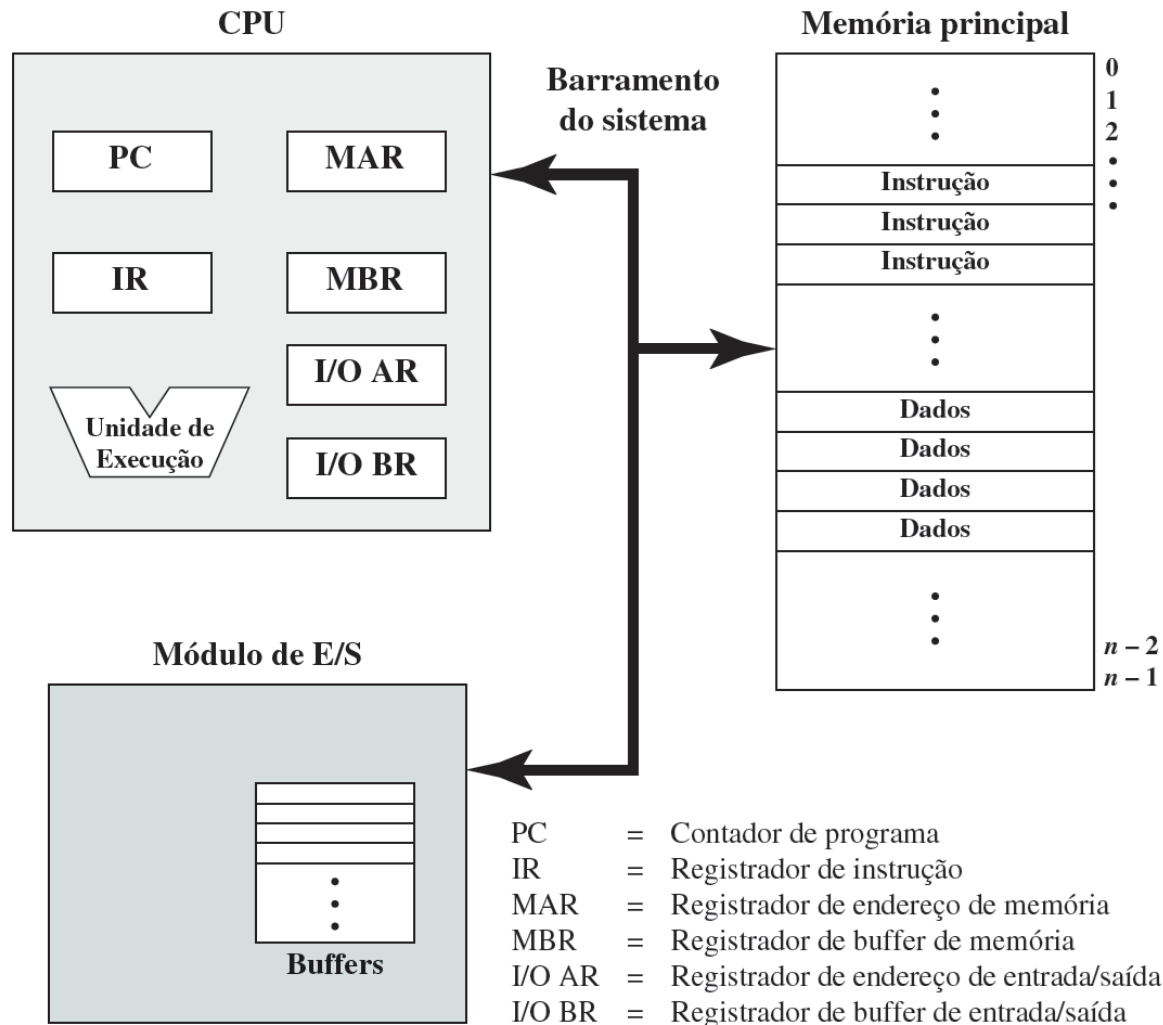 CPU
Memória principal
Barramento
do sistema
PC
MAR
IR
MBR
I/O AR
I/O BR
Unidade de
Execução
0
1
2
Instrução
Instrução
Instrução
Dados
Dados
Dados
Dados
n – 2
n – 1
Módulo de E/S
Buffers
PC = Contador de programa
IR = Registrador de instrução
MAR = Registrador de endereço de memória
MBR = Registrador de buffer de memória
I/O AR = Registrador de endereço de entrada/saída
I/O BR = Registrador de buffer de entrada/saída